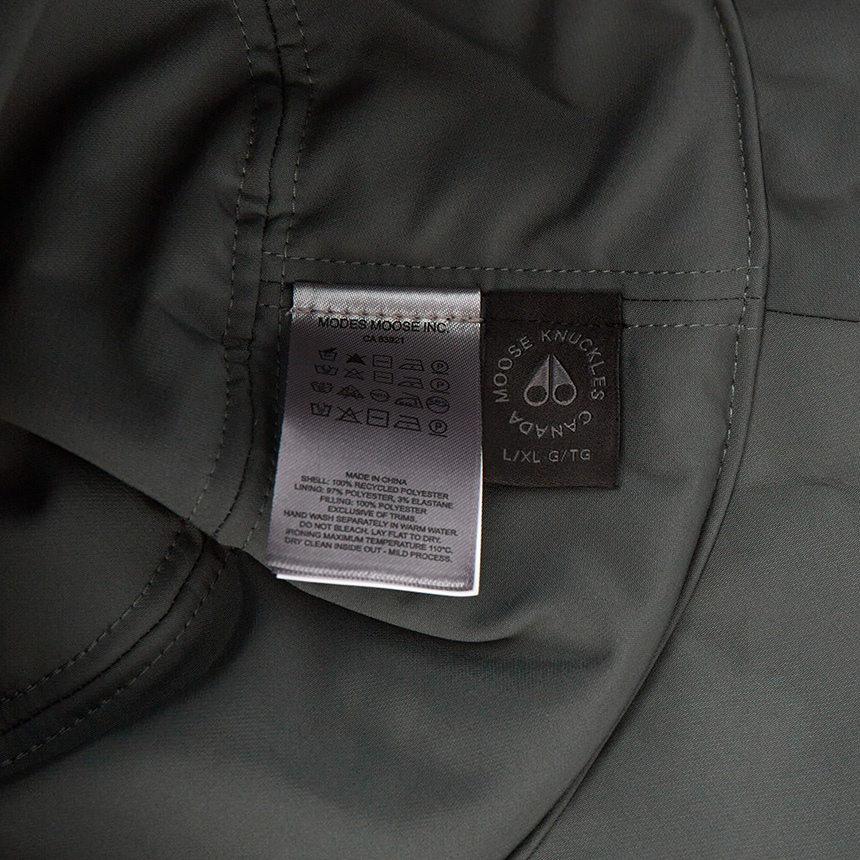 MODES MOOSE INC.
CA 63921
MADE IN CHINA
SHELL: 100% RECYCLED POLYESTER
LINING: 97% POLYESTER, 3% ELASTANE
FILLING: 100% POLYESTER
EXCLUSIVE OF TRIMS.
HAND WASH SEPARATELY IN WARM WATER.
DO NOT BLEACH. LAY FLAT TO DRY.
IRONING MAXIMUM TEMPERATURE 110°C.
DRY CLEAN INSIDE OUT - MILD PROCESS.
MOOSE KNUCKLES
CANADA
L/XL G/TG